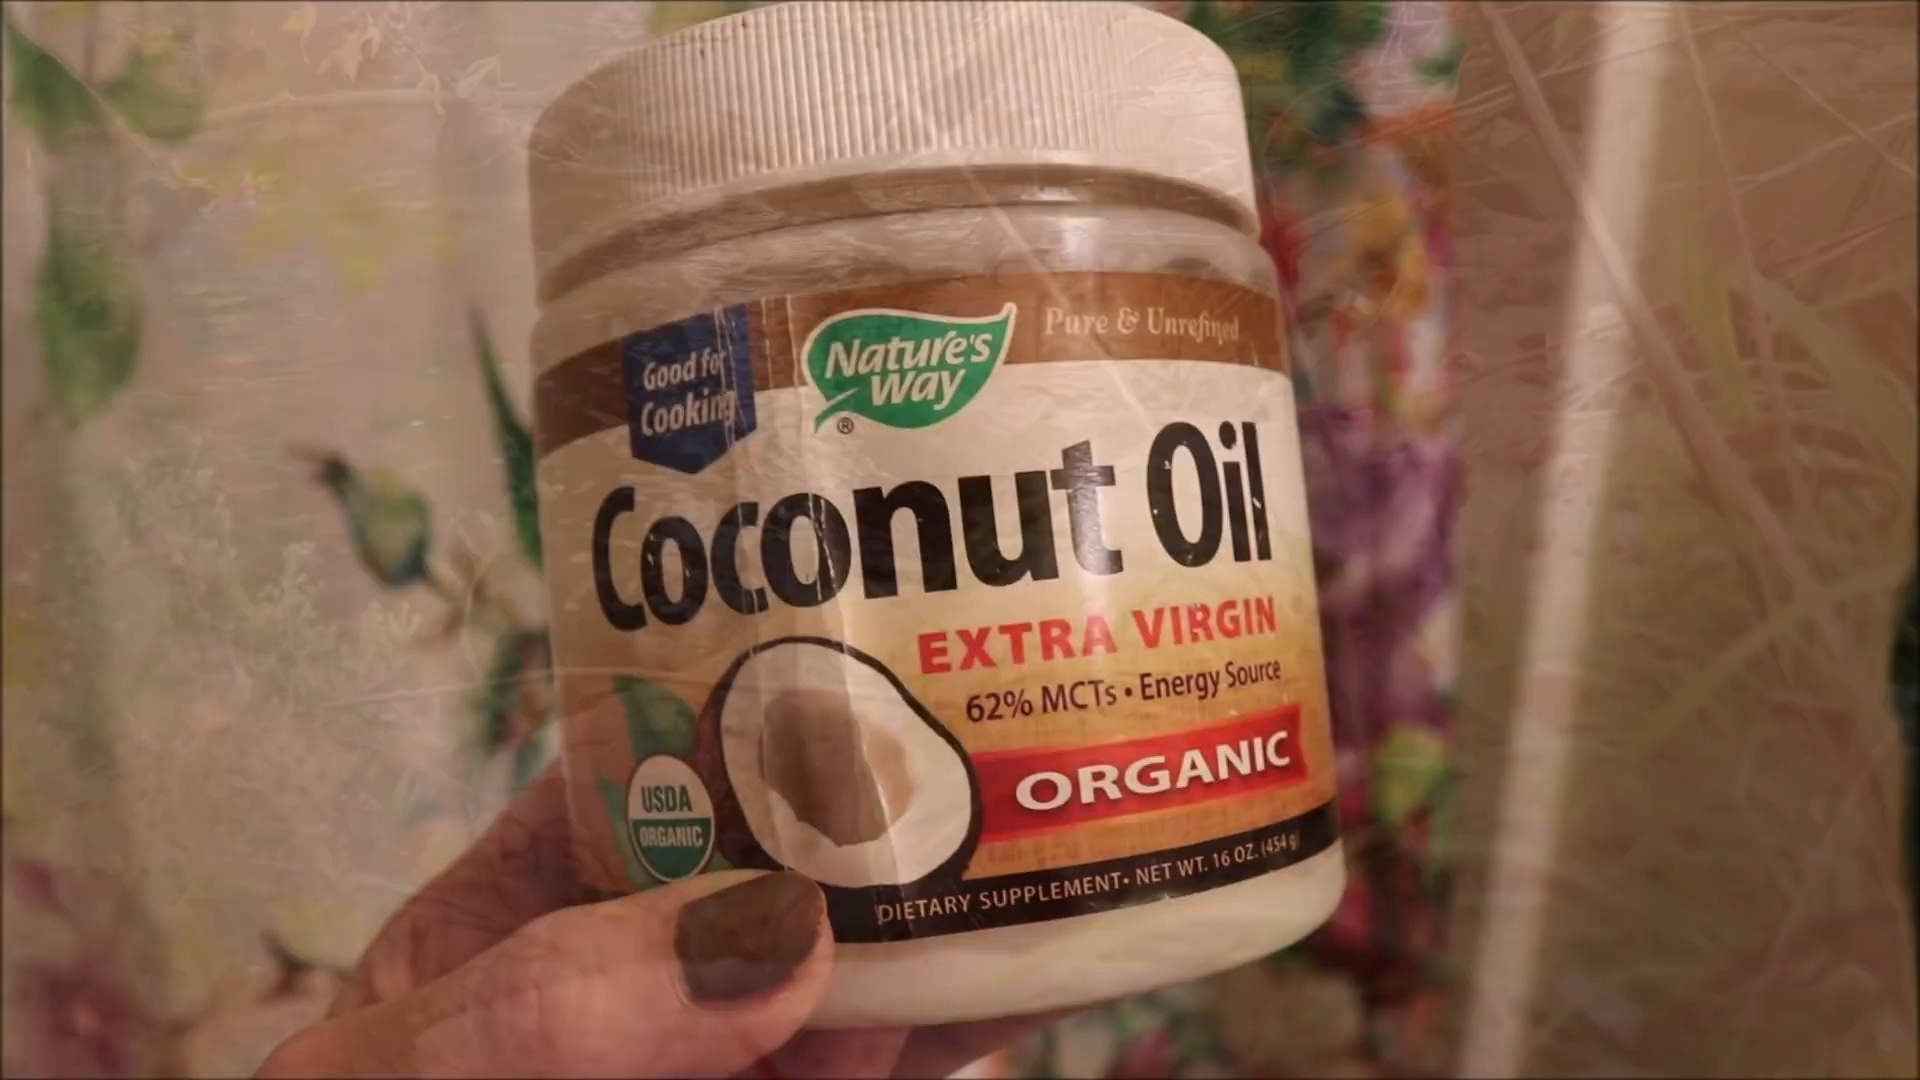 Good for
Cooking
Nature's
Way
®
Pure & Unrefined
Coconut Oil
EXTRA VIRGIN
62% MCTs • Energy Source
ORGANIC
USDA
ORGANIC
DIETARY SUPPLEMENT • NET WT. 16 OZ. (454 g)